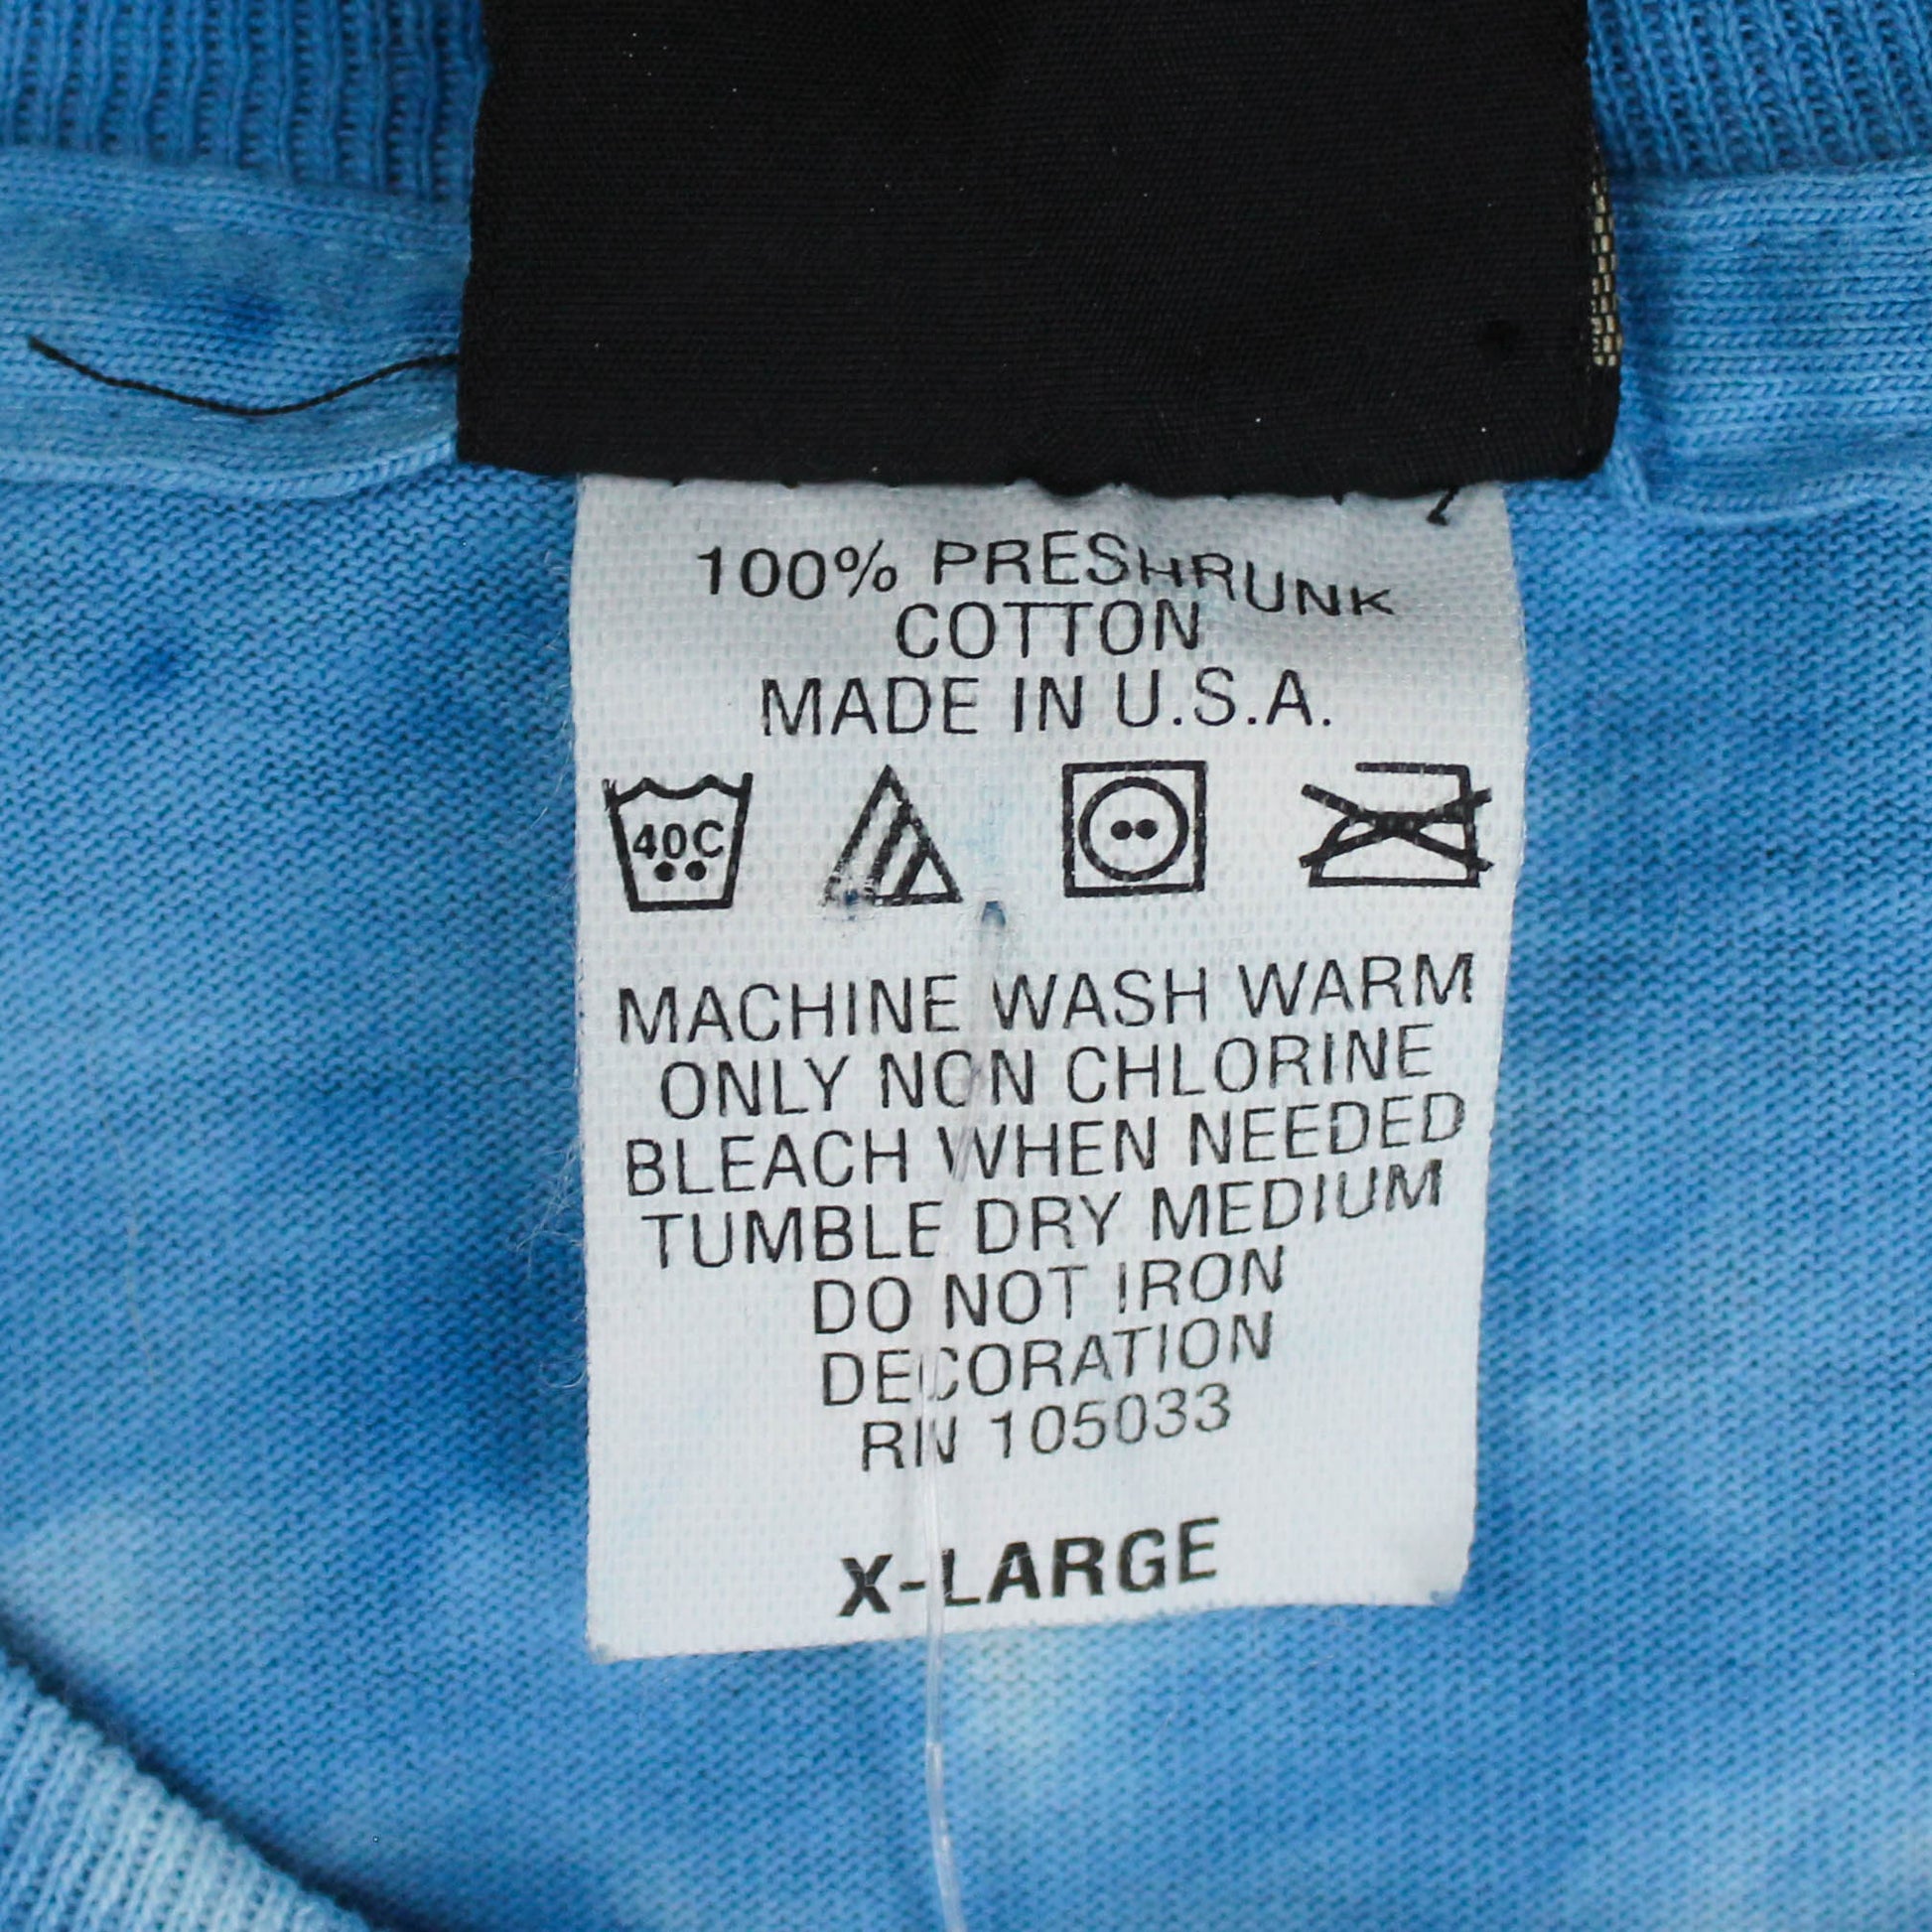 100% PRESHRUNK
COTTON
MADE IN U.S.A.
40C
MACHINE WASH WARM
ONLY NON CHLORINE
BLEACH WHEN NEEDED
TUMBLE DRY MEDIUM
DO NOT IRON
DECORATION
RN 105033
X-LARGE